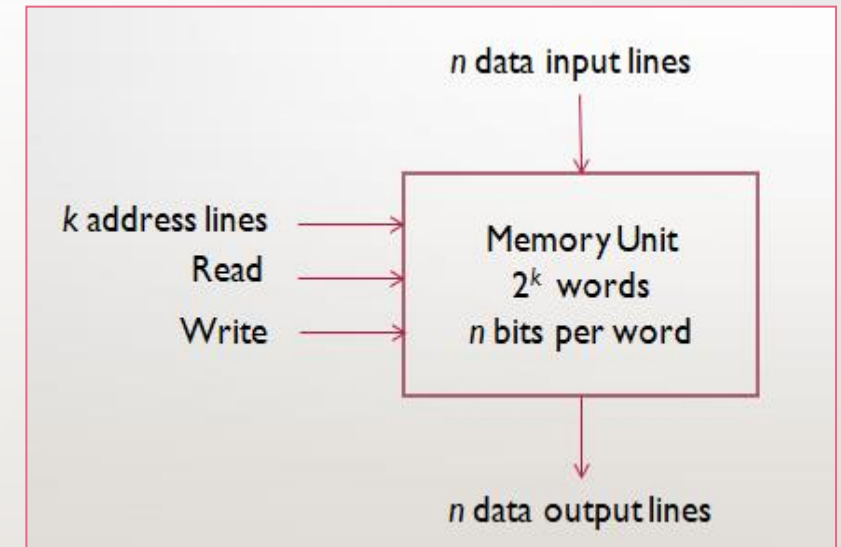 n data input lines
k address lines
Read
Write
Memory Unit
2ᵏ words
n bits per word
n data output lines